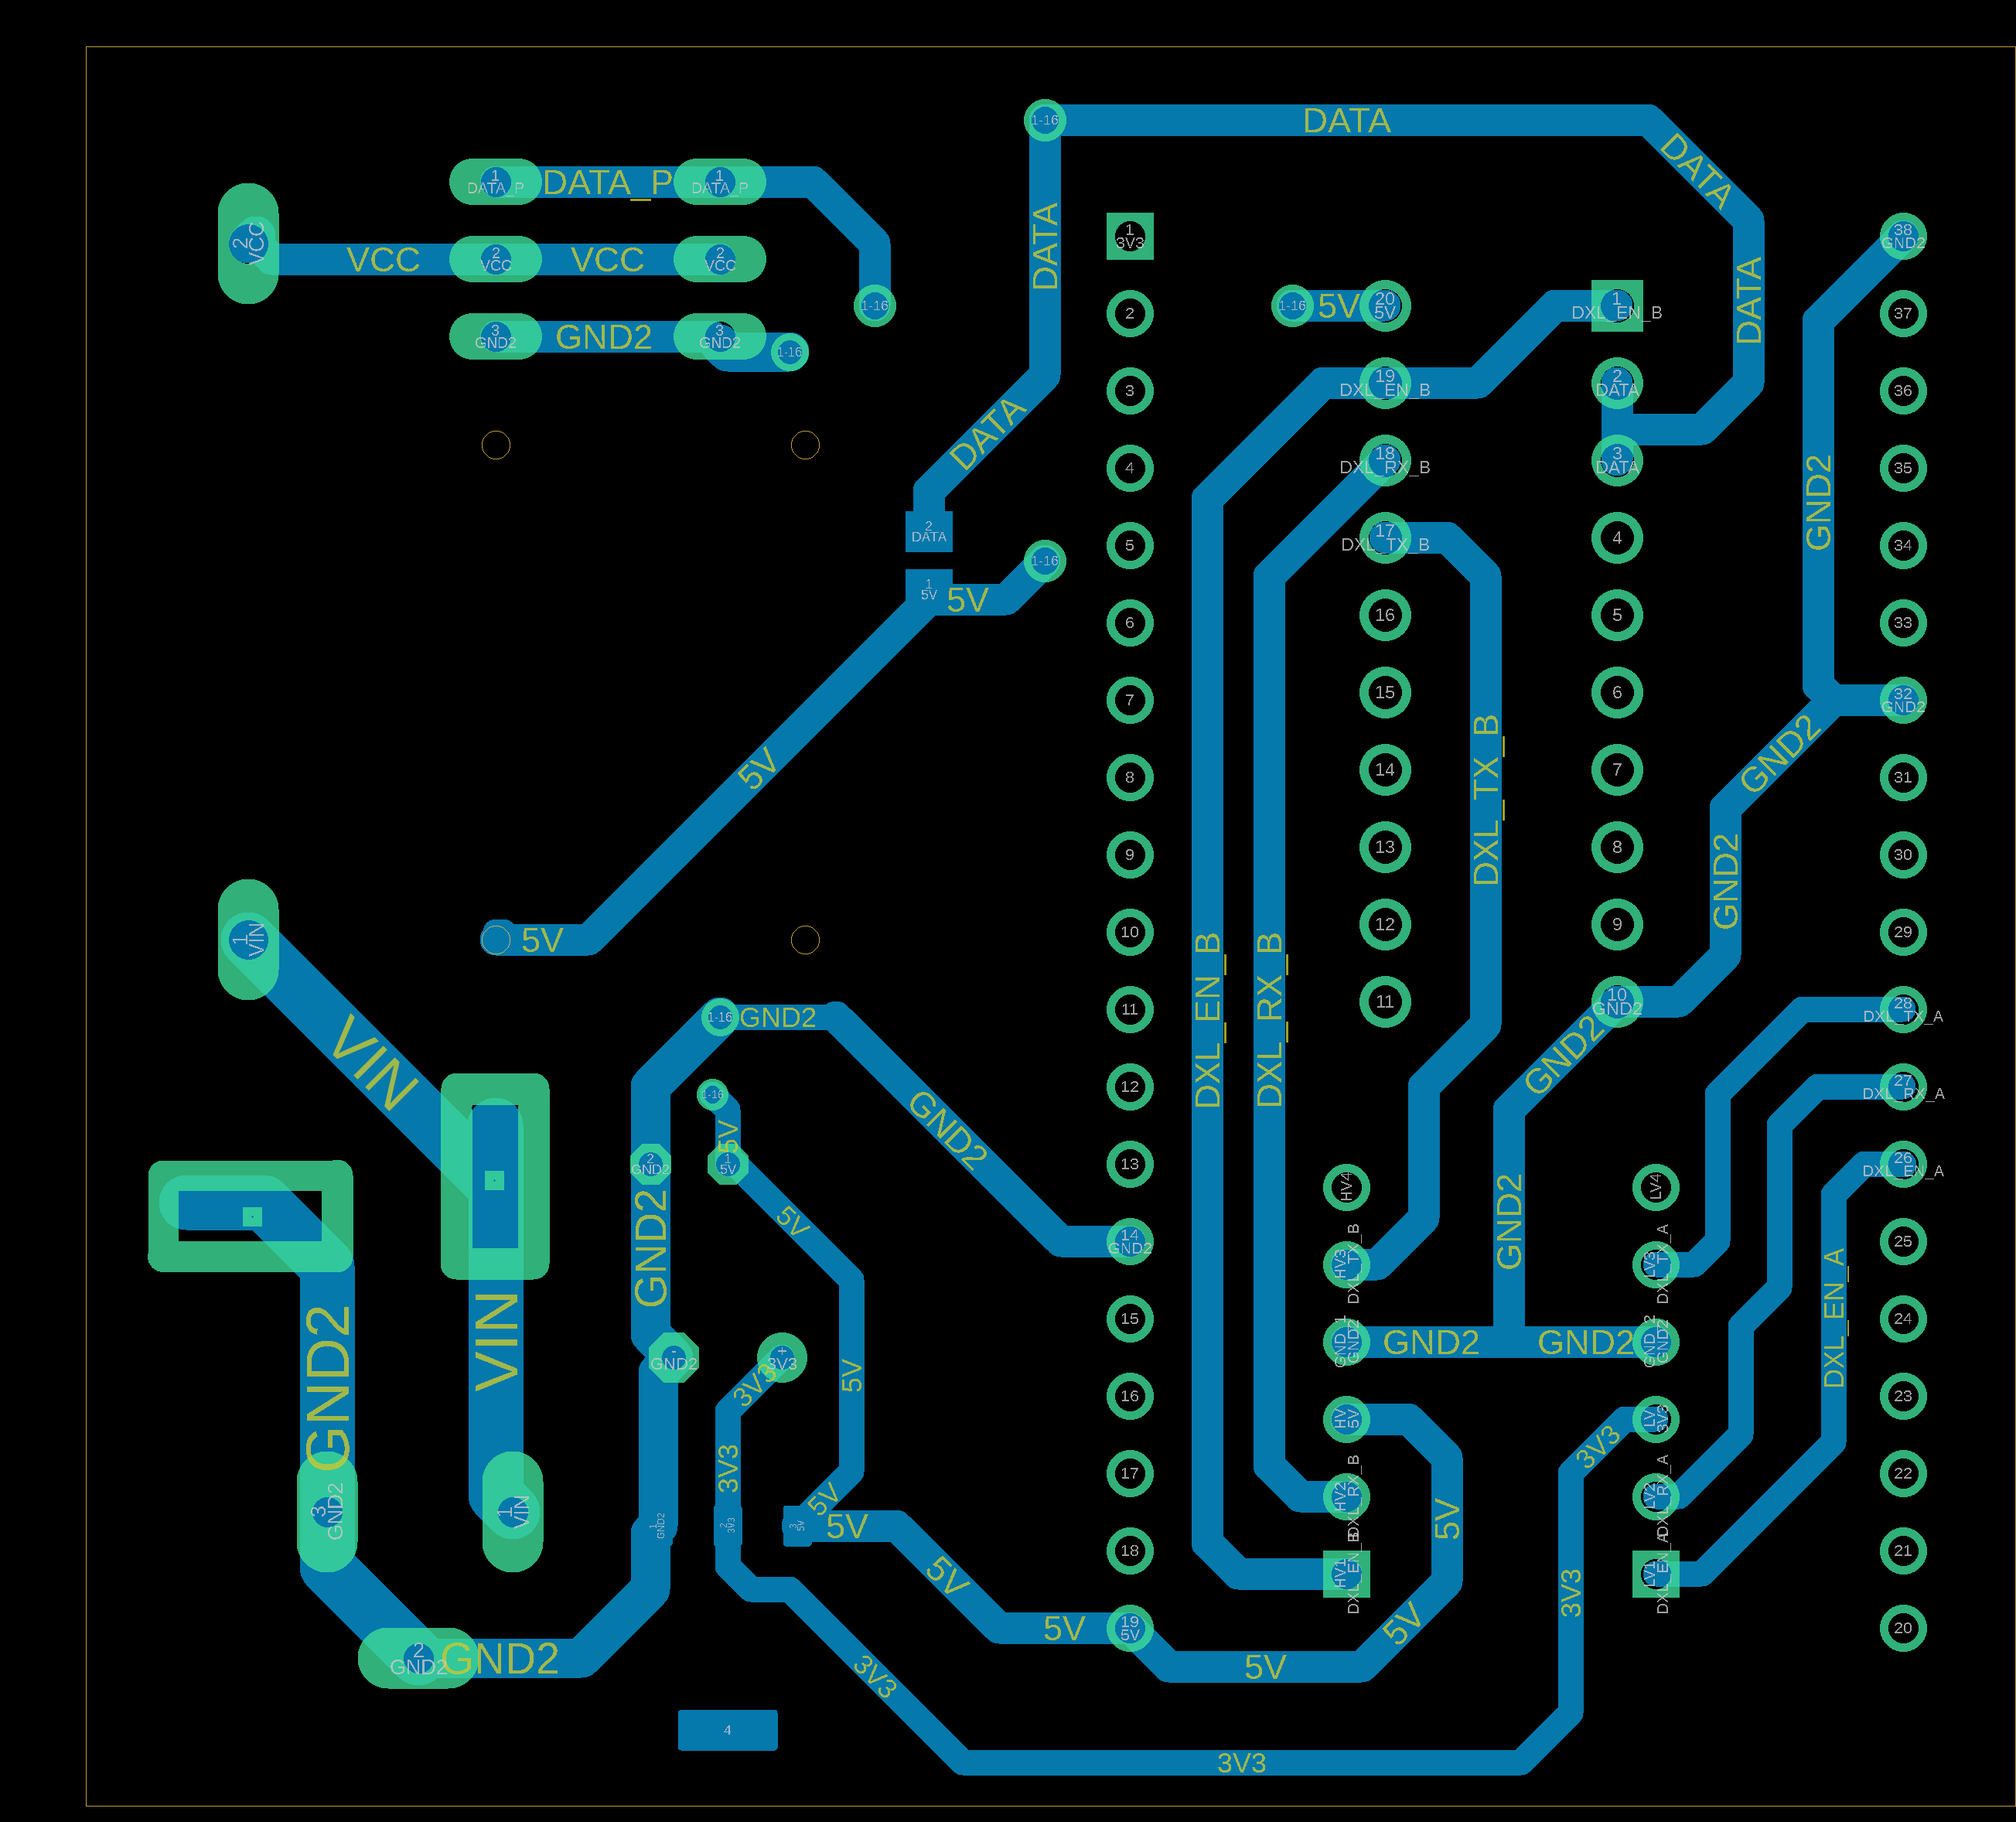 1-16
DATA
DATA
1
DATA_P
DATA_P
1
DATA_P
2
VCC
VCC
2
VCC
VCC
2
VCC
3
GND2
GND2
3
GND2
1-16
1-16
DATA
DATA
DATA
2
DATA
1
5V
5V
1-16
5V
5V
1
3V3
2
3
4
5
6
7
8
9
10
11
12
13
14
GND2
15
16
17
18
19
5V
1-16
5V
20
5V
19
DXL_EN_B
18
DXL_RX_B
17
DXL_TX_B
16
15
14
13
12
11
1
DXL_EN_B
2
DATA
3
DATA
4
5
6
7
8
9
10
GND2
38
GND2
37
36
35
34
33
32
GND2
31
30
29
28
DXL_TX_A
27
DXL_RX_A
26
DXL_EN_A
25
24
23
22
21
20
GND2
GND2
GND2
GND2
GND2
DXL_TX_B
DXL_EN_B
DXL_RX_B
1
VIN
VIN
VIN
1
VIN
GND2
3
GND2
2
GND2
GND2
1-16
GND2
GND2
1-16
5V
2
GND2
1
5V
5V
GND2
-
GND2
+
3V3
3V3
3V3
5V
5V
1
GND2
2
3V3
3
5V
5V
5V
5V
4
3V3
3V3
3V3
3V3
5V
5V
5V
HV4
HV3
DXL_TX_B
GND_1
GND2
GND2
GND2
HV
5V
HV2
DXL_RX_B
HV1
DXL_EN_B
LV4
LV3
DXL_TX_A
GND_2
GND2
LV
3V3
LV2
DXL_RX_A
LV1
DXL_EN_A
DXL_EN_A